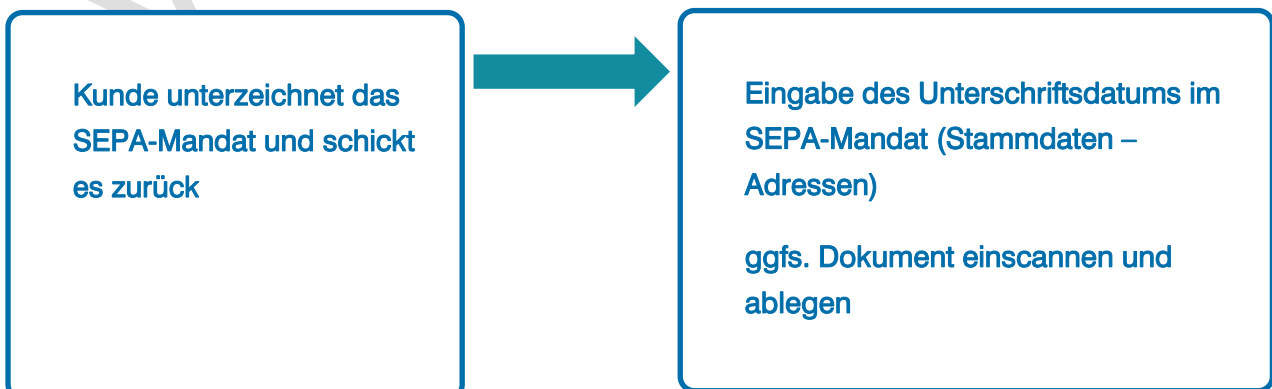 Kunde unterzeichnet das
SEPA-Mandat und schickt
es zurück
Eingabe des Unterschriftsdatums im
SEPA-Mandat (Stammdaten –
Adressen)
ggfs. Dokument einscannen und
ablegen